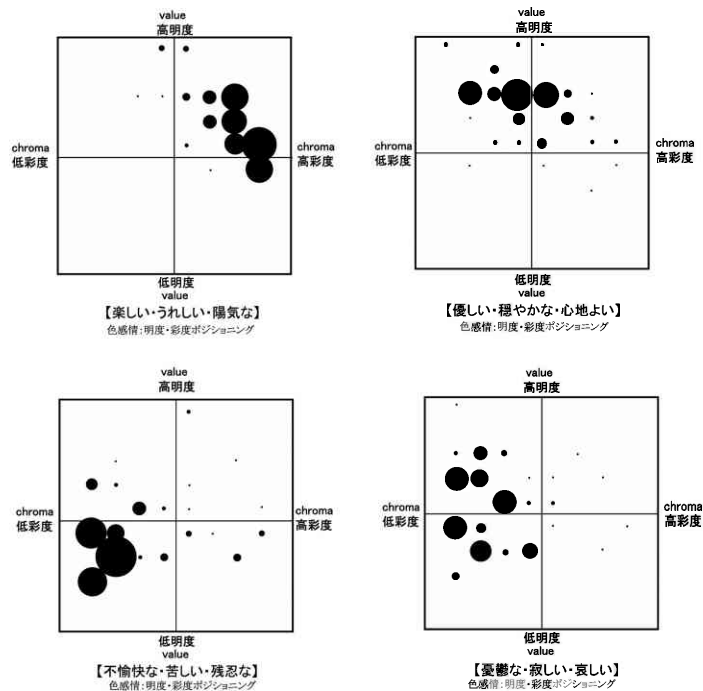 value
高明度
chroma
低彩度
chroma
高彩度
低明度
value
【楽しい・うれしい・陽気な】
色感情：明度・彩度ポジショニング
value
高明度
chroma
低彩度
chroma
高彩度
低明度
value
【優しい・穏やかな・心地よい】
色感情：明度・彩度ポジショニング
value
高明度
chroma
低彩度
chroma
高彩度
低明度
value
【不愉快な・苦しい・残忍な】
色感情：明度・彩度ポジショニング
value
高明度
chroma
低彩度
chroma
高彩度
低明度
value
【憂鬱な・寂しい・哀しい】
色感情：明度・彩度ポジショニング